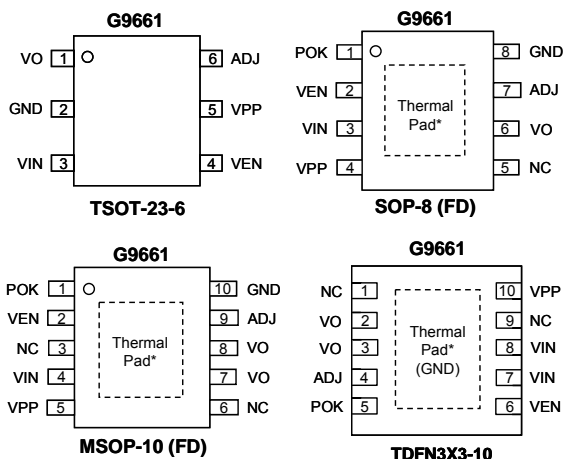 G9661
VO 1 6 ADJ
GND 2 5 VPP
VIN 3 4 VEN
TSOT-23-6
G9661
POK 1 8 GND
VEN 2 7 ADJ
Thermal
Pad*
VIN 3 6 VO
VPP 4 5 NC
SOP-8 (FD)
G9661
POK 1 10 GND
VEN 2 9 ADJ
Thermal
Pad*
NC 3 8 VO
VIN 4 7 VO
VPP 5 6 NC
MSOP-10 (FD)
G9661
NC 1 10 VPP
VO 2 9 NC
Thermal
Pad*
(GND)
VO 3 8 VIN
ADJ 4 7 VIN
POK 5 6 VEN
TDFN3X3-10